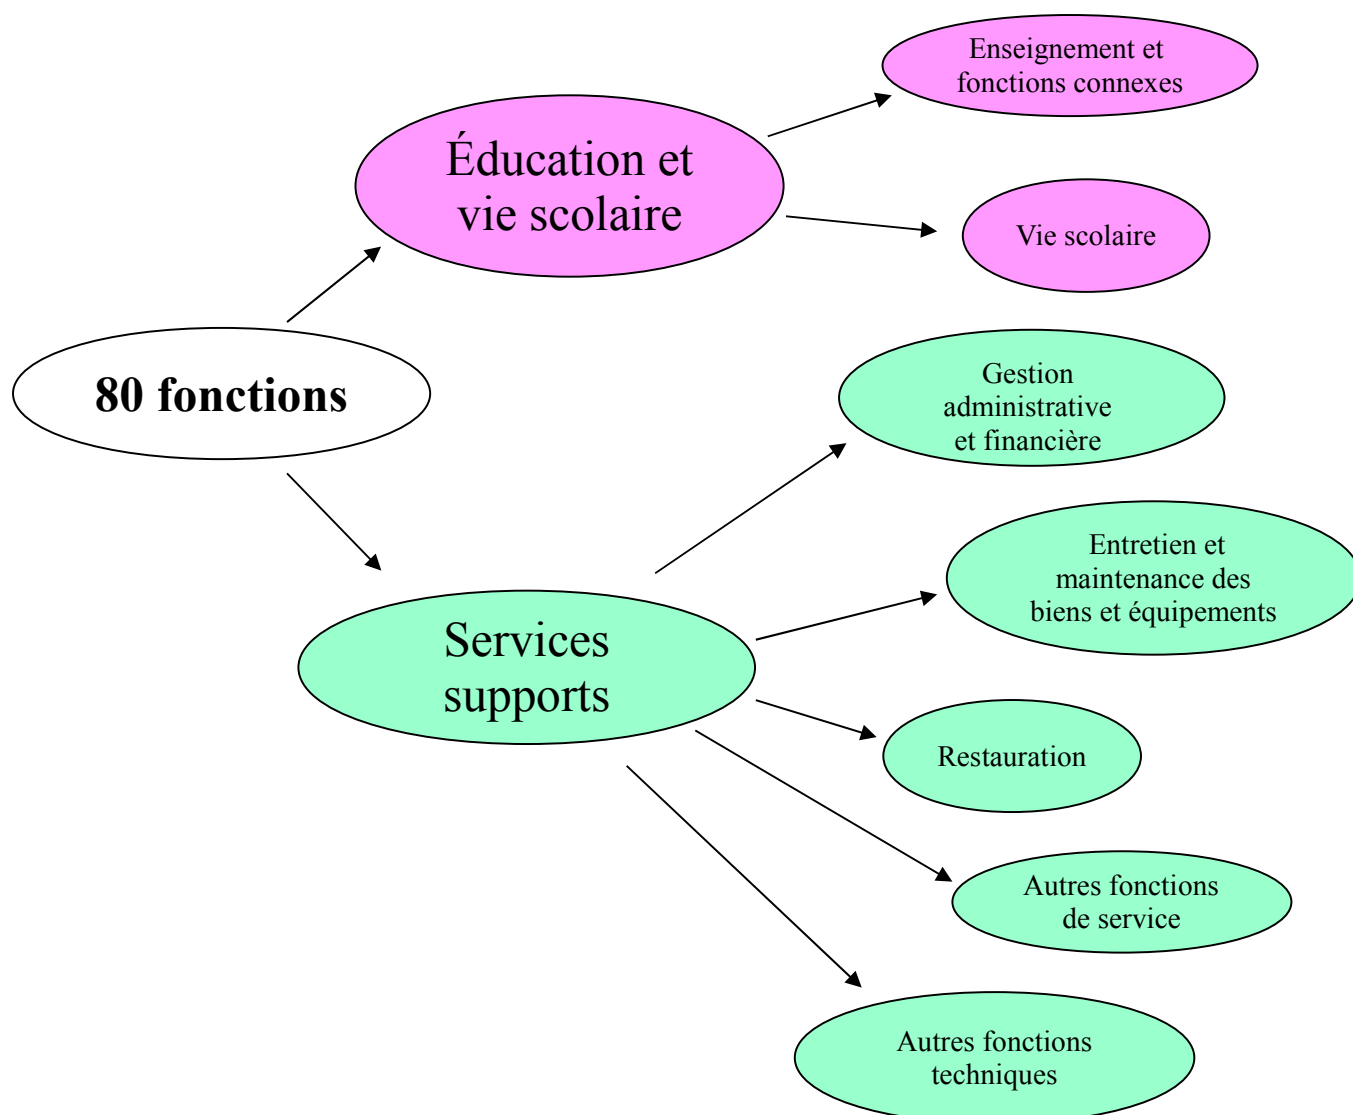 Enseignement et
fonctions connexes
Éducation et
vie scolaire
Vie scolaire
80 fonctions
Gestion
administrative
et financière
Entretien et
maintenance des
biens et équipements
Services
supports
Restauration
Autres fonctions
de service
Autres fonctions
techniques